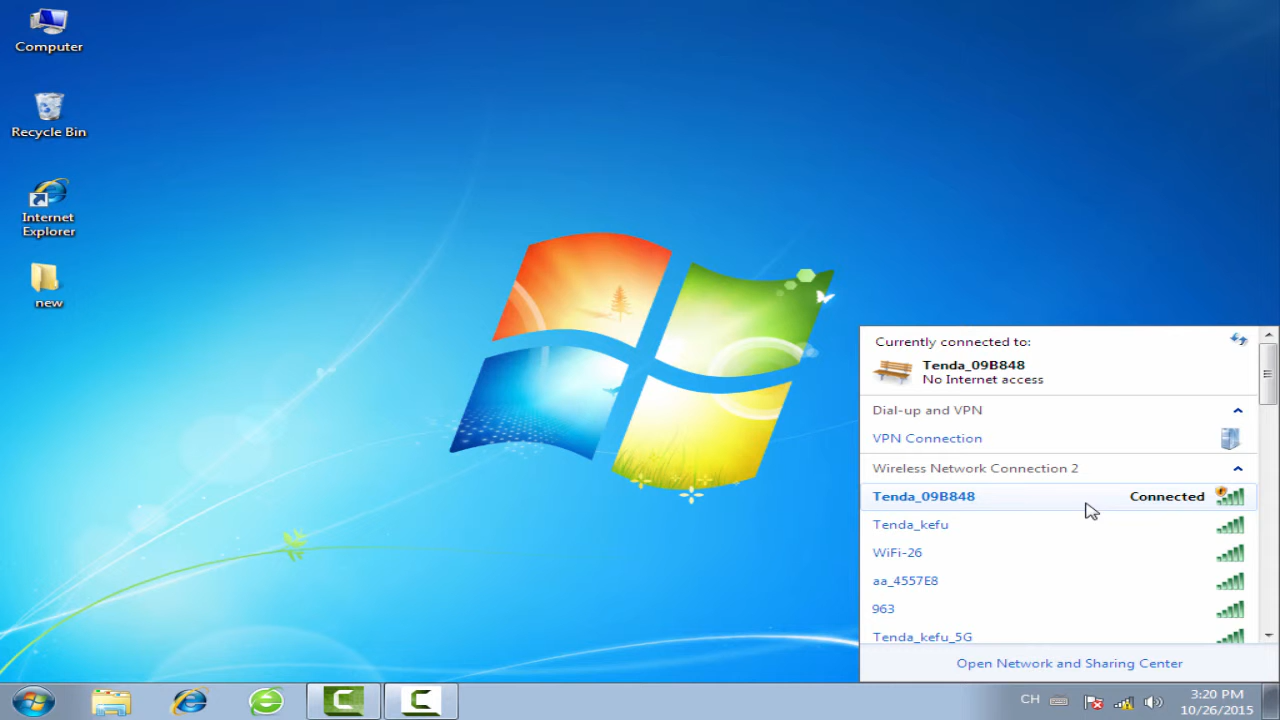 Computer
Recycle Bin
Internet
Explorer
new
Currently connected to:
Tenda_09B848
No Internet access
Dial-up and VPN
VPN Connection
Wireless Network Connection 2
Tenda_09B848 Connected
Tenda_kefu
WiFi-26
aa_4557E8
963
Tenda_kefu_5G
Open Network and Sharing Center
CH
3:20 PM
10/26/2015